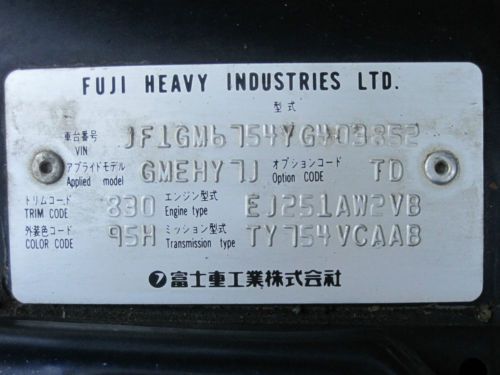 FUJI HEAVY INDUSTRIES LTD.
型式
車台番号 VIN JF1GM6754YG403852
アプライドモデル Applied model GMEHY7J オプションコード Option CODE TD
トリムコード TRIM CODE 830 エンジン型式 Engine type EJ251AW2VB
外装色コード COLOR CODE 95H ミッション型式 Transmission type TY754VCAAB
富士重工業株式会社